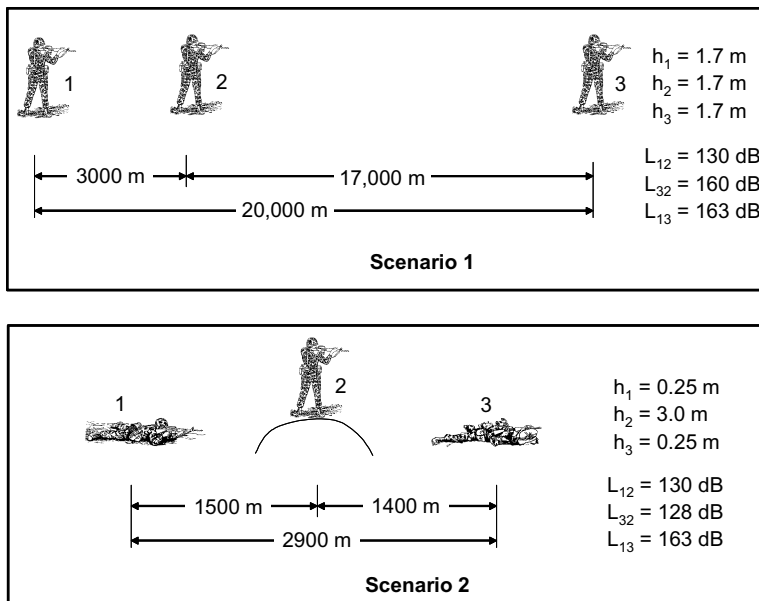 1
2
3
h₁ = 1.7 m
h₂ = 1.7 m
h₃ = 1.7 m
L₁₂ = 130 dB
L₃₂ = 160 dB
L₁₃ = 163 dB
3000 m
17,000 m
20,000 m
Scenario 1
1
2
3
h₁ = 0.25 m
h₂ = 3.0 m
h₃ = 0.25 m
L₁₂ = 130 dB
L₃₂ = 128 dB
L₁₃ = 163 dB
1500 m
1400 m
2900 m
Scenario 2